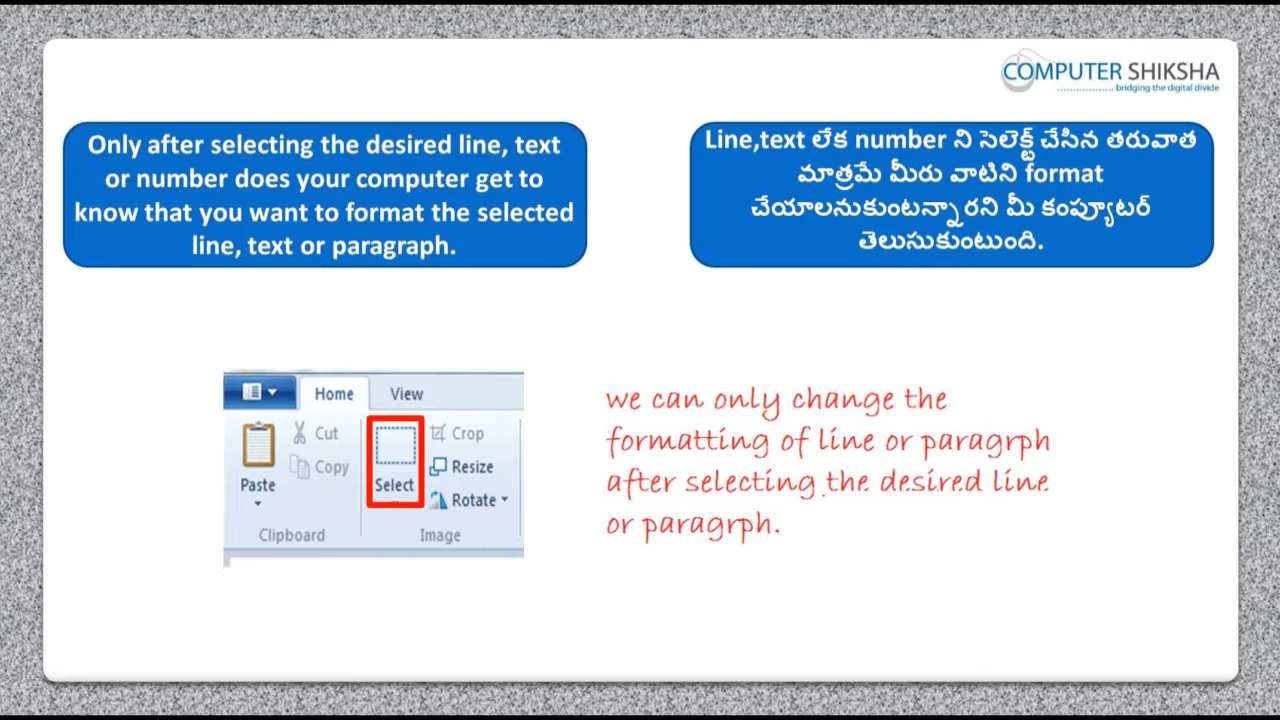 COMPUTER SHIKSHA
bridging the digital divide
Only after selecting the desired line, text
or number does your computer get to
know that you want to format the selected
line, text or paragraph.
Line,text లేక number ని సెలెక్ట్ చేసిన తరువాత
మాత్రమే మీరు వాటిని format
చేయాలనుకుంటన్నారని మీ కంప్యూటర్
తెలుసుకుంటుంది.
Home View
Cut
Copy
Paste
Clipboard
Select
Crop
Resize
Rotate
Image
we can only change the
formatting of line or paragrph
after selecting the desired line
or paragrph.